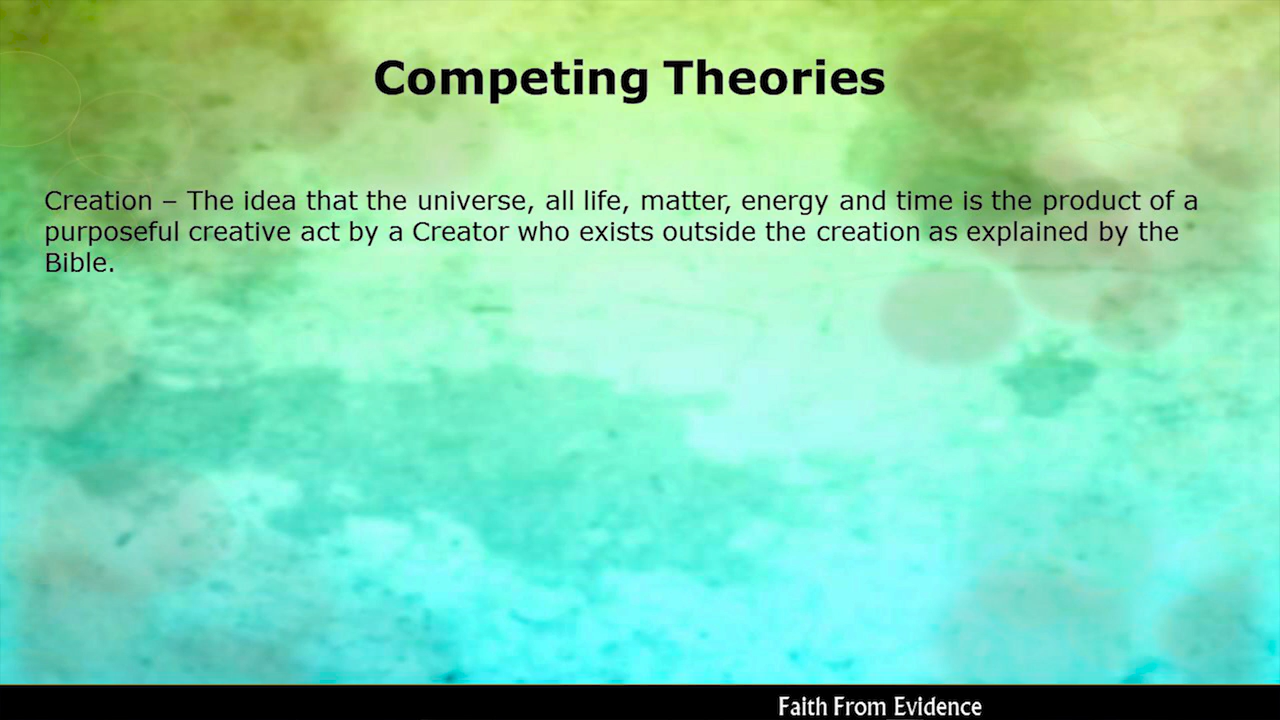 Competing Theories
Creation – The idea that the universe, all life, matter, energy and time is the product of a
purposeful creative act by a Creator who exists outside the creation as explained by the
Bible.
Faith From Evidence